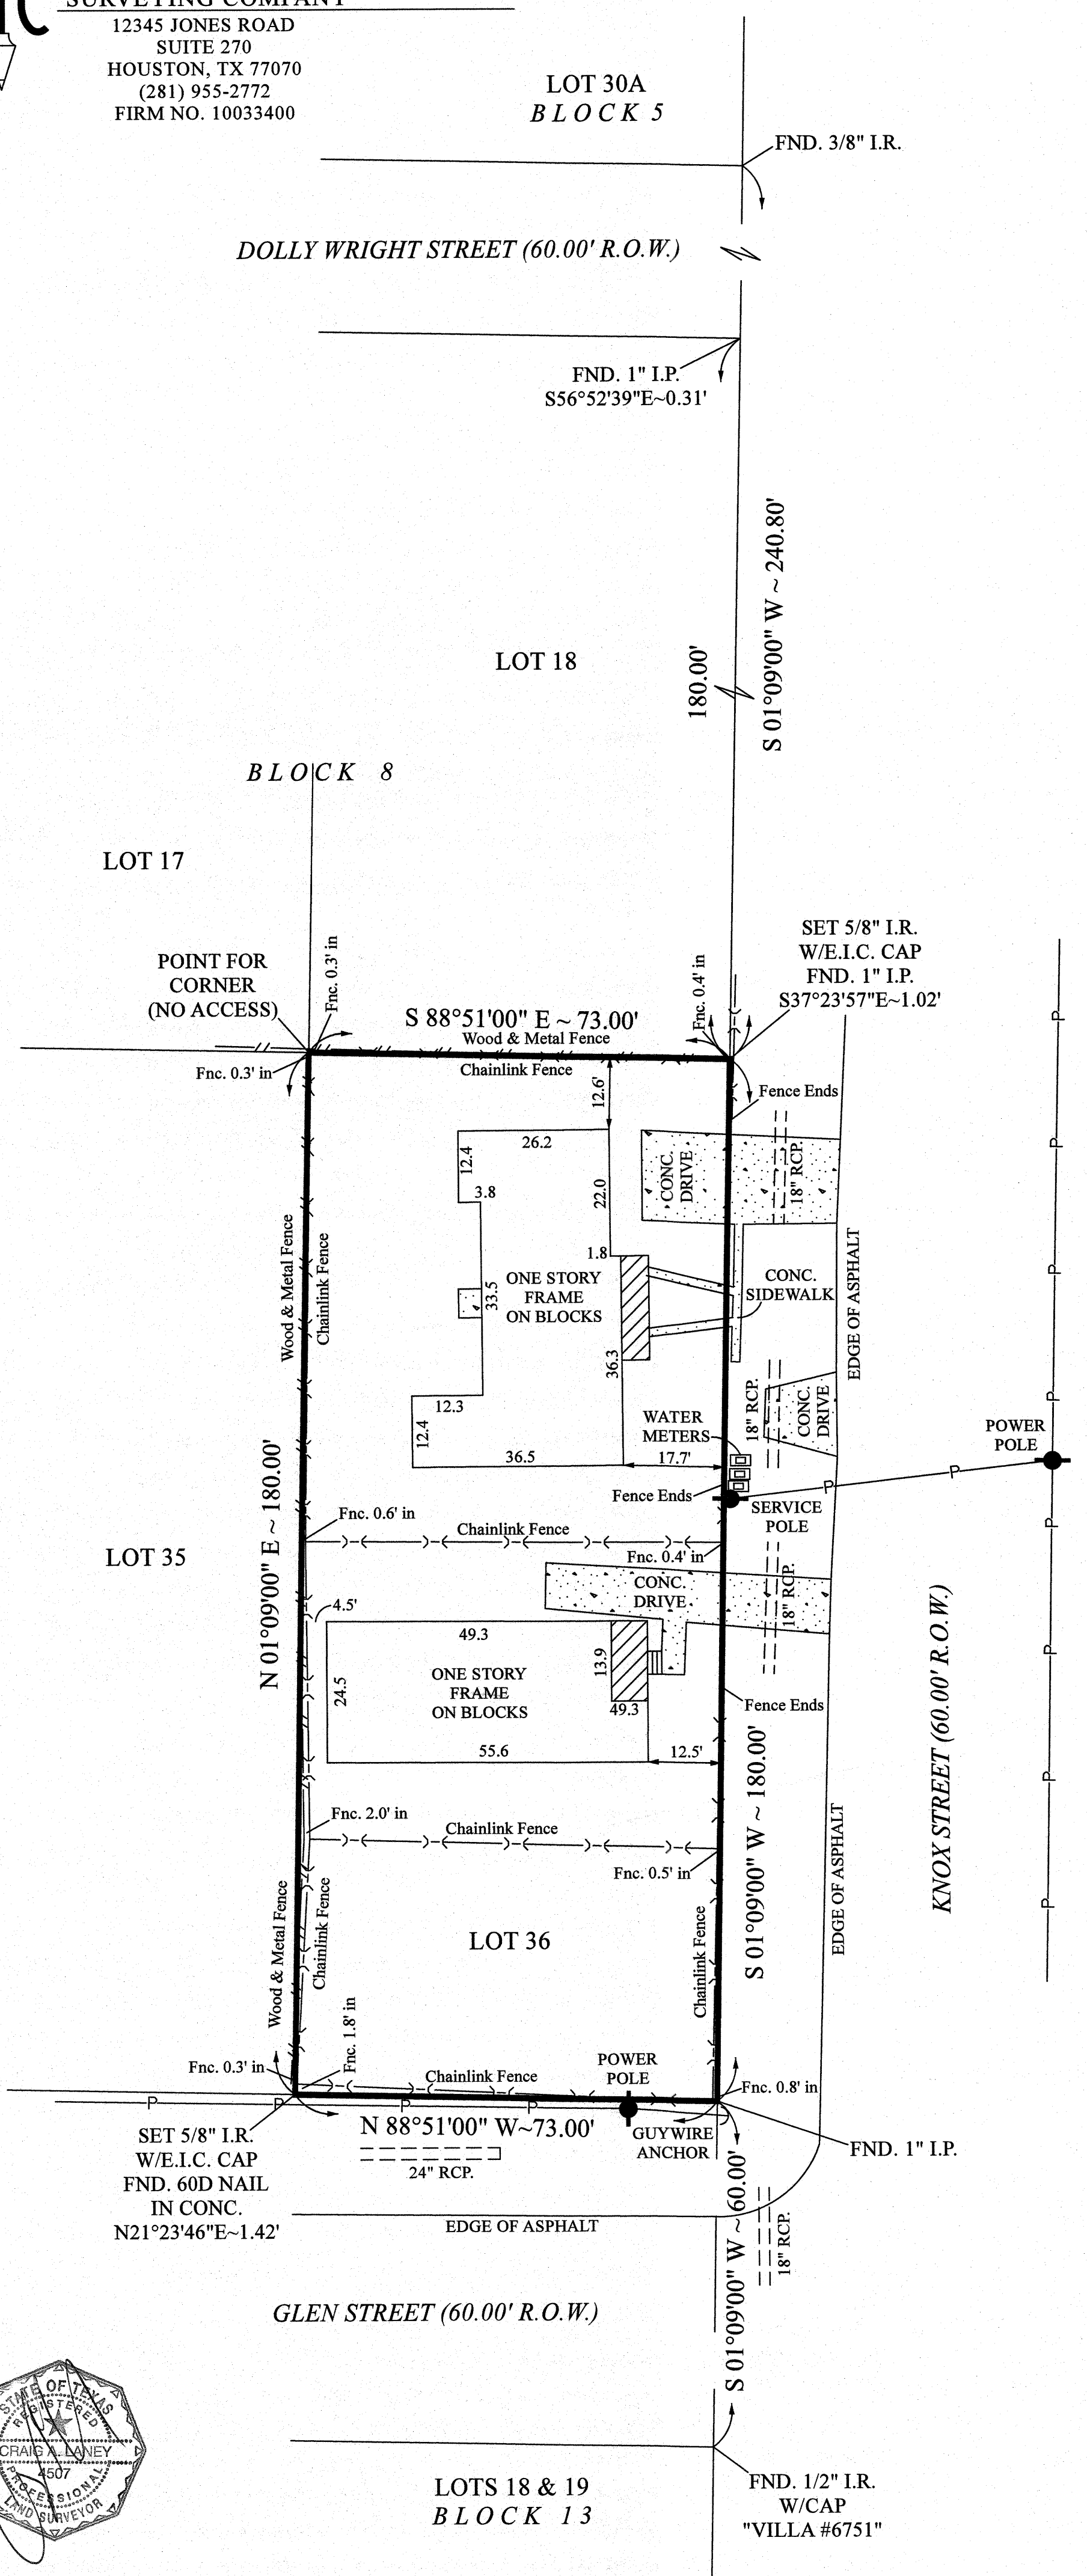 SURVEYING COMPANY
12345 JONES ROAD
SUITE 270
HOUSTON, TX 77070
(281) 955-2772
FIRM NO. 10033400
LOT 30A
BLOCK 5
FND. 3/8" I.R.
DOLLY WRIGHT STREET (60.00' R.O.W.)
FND. 1" I.P.
S56°52'39"E~0.31'
S 01°09'00" W ~ 240.80'
180.00'
LOT 18
BLOCK 8
LOT 17
POINT FOR
CORNER
(NO ACCESS)
Fnc. 0.3' in
Fnc. 0.4' in
SET 5/8" I.R.
W/E.I.C. CAP
FND. 1" I.P.
S37°23'57"E~1.02'
S 88°51'00" E ~ 73.00'
Wood & Metal Fence
Chainlink Fence
Fnc. 0.3' in
12.6'
Fence Ends
26.2
12.4
3.8
22.0
CONC.
DRIVE
18" RCP.
1.8
Wood & Metal Fence
Chainlink Fence
33.5
ONE STORY
FRAME
ON BLOCKS
CONC.
SIDEWALK
EDGE OF ASPHALT
36.3
12.3
12.4
WATER
METERS
18" RCP.
CONC.
DRIVE
36.5
17.7'
POWER
POLE
P
P
P
P
P
P
P
P
P
P
Fence Ends
SERVICE
POLE
Fnc. 0.6' in
Chainlink Fence
Fnc. 0.4' in
N 01°09'00" E ~ 180.00'
LOT 35
CONC.
DRIVE
18" RCP.
4.5'
49.3
13.9
24.5
ONE STORY
FRAME
ON BLOCKS
49.3
Fence Ends
55.6
12.5'
KNOX STREET (60.00' R.O.W.)
S 01°09'00" W ~ 180.00'
Fnc. 2.0' in
Chainlink Fence
Fnc. 0.5' in
EDGE OF ASPHALT
Wood & Metal Fence
Chainlink Fence
LOT 36
Chainlink Fence
Fnc. 1.8' in
Fnc. 0.3' in
Chainlink Fence
POWER
POLE
Fnc. 0.8' in
P
P
P
P
N 88°51'00" W~73.00'
GUYWIRE
ANCHOR
FND. 1" I.P.
SET 5/8" I.R.
W/E.I.C. CAP
FND. 60D NAIL
IN CONC.
N21°23'46"E~1.42'
24" RCP.
EDGE OF ASPHALT
18" RCP.
S 01°09'00" W ~ 60.00'
GLEN STREET (60.00' R.O.W.)
STATE OF TEXAS
REGISTERED
CRAIG A. LANEY
4507
PROFESSIONAL
LAND SURVEYOR
LOTS 18 & 19
BLOCK 13
FND. 1/2" I.R.
W/CAP
"VILLA #6751"